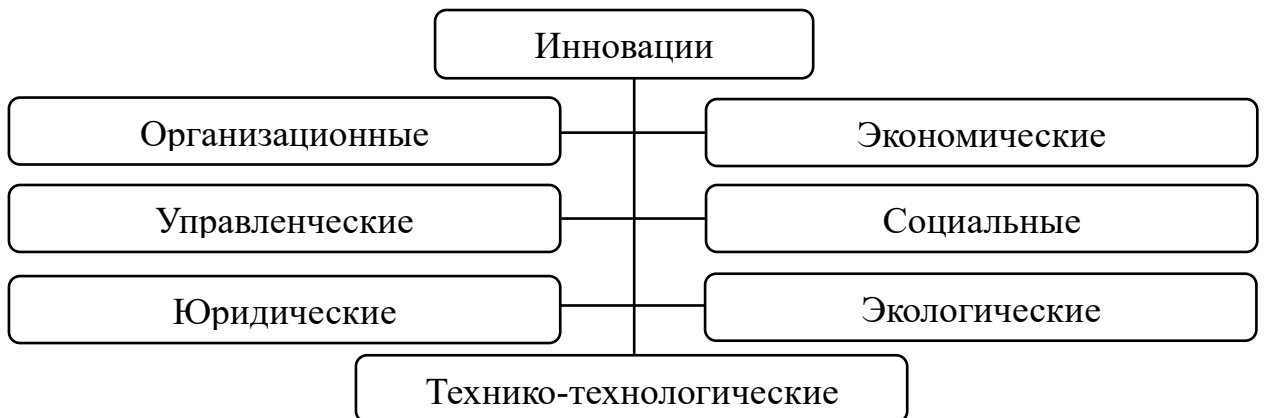 Инновации
Организационные
Экономические
Управленческие
Социальные
Юридические
Экологические
Технико-технологические